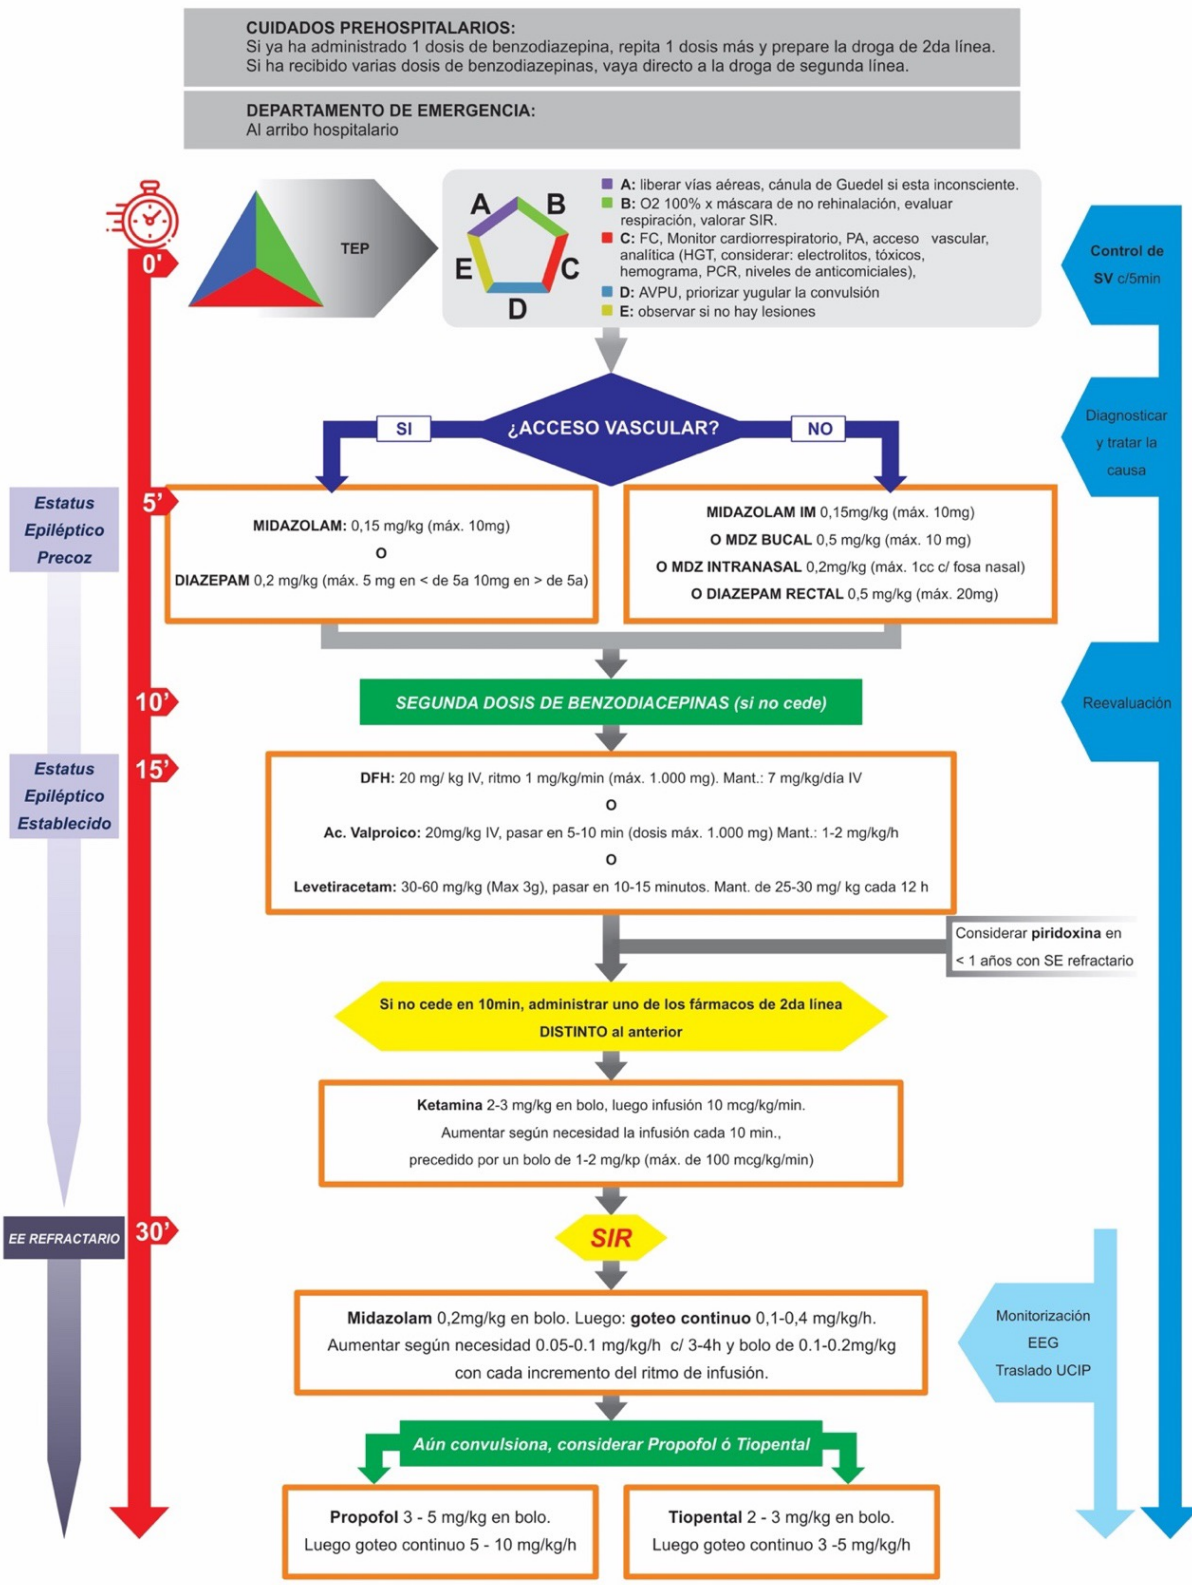 CUIDADOS PREHOSPITALARIOS:
Si ya ha administrado 1 dosis de benzodiazepina, repita 1 dosis más y prepare la droga de 2da línea.
Si ha recibido varias dosis de benzodiazepinas, vaya directo a la droga de segunda línea.
DEPARTAMENTO DE EMERGENCIA:
Al arribo hospitalario
0'
TEP
A
B
C
D
E
A: liberar vías aéreas, cánula de Guedel si esta inconsciente.
B: O2 100% x máscara de no rehinalación, evaluar
respiración, valorar SIR.
C: FC, Monitor cardiorrespiratorio, PA, acceso vascular,
analítica (HGT, considerar: electrolitos, tóxicos,
hemograma, PCR, niveles de anticomiciales),
D: AVPU, priorizar yugular la convulsión
E: observar si no hay lesiones
Control de
SV c/5min
¿ACCESO VASCULAR?
SI
NO
Diagnosticar
y tratar la
causa
Estatus
Epiléptico
Precoz
5'
MIDAZOLAM: 0,15 mg/kg (máx. 10mg)
O
DIAZEPAM 0,2 mg/kg (máx. 5 mg en < de 5a 10mg en > de 5a)
MIDAZOLAM IM 0,15mg/kg (máx. 10mg)
O MDZ BUCAL 0,5 mg/kg (máx. 10 mg)
O MDZ INTRANASAL 0,2mg/kg (máx. 1cc c/ fosa nasal)
O DIAZEPAM RECTAL 0,5 mg/kg (máx. 20mg)
10'
SEGUNDA DOSIS DE BENZODIACEPINAS (si no cede)
Reevaluación
Estatus
Epiléptico
Establecido
15'
DFH: 20 mg/ kg IV, ritmo 1 mg/kg/min (máx. 1.000 mg). Mant.: 7 mg/kg/día IV
O
Ac. Valproico: 20mg/kg IV, pasar en 5-10 min (dosis máx. 1.000 mg) Mant.: 1-2 mg/kg/h
O
Levetiracetam: 30-60 mg/kg (Max 3g), pasar en 10-15 minutos. Mant. de 25-30 mg/ kg cada 12 h
Considerar piridoxina en
< 1 años con SE refractario
Si no cede en 10min, administrar uno de los fármacos de 2da línea
DISTINTO al anterior
Ketamina 2-3 mg/kg en bolo, luego infusión 10 mcg/kg/min.
Aumentar según necesidad la infusión cada 10 min.,
precedido por un bolo de 1-2 mg/kp (máx. de 100 mcg/kg/min)
EE REFRACTARIO
30'
SIR
Midazolam 0,2mg/kg en bolo. Luego: goteo continuo 0,1-0,4 mg/kg/h.
Aumentar según necesidad 0.05-0.1 mg/kg/h c/ 3-4h y bolo de 0.1-0.2mg/kg
con cada incremento del ritmo de infusión.
Monitorización
EEG
Traslado UCIP
Aún convulsiona, considerar Propofol ó Tiopental
Propofol 3 - 5 mg/kg en bolo.
Luego goteo continuo 5 - 10 mg/kg/h
Tiopental 2 - 3 mg/kg en bolo.
Luego goteo continuo 3 -5 mg/kg/h